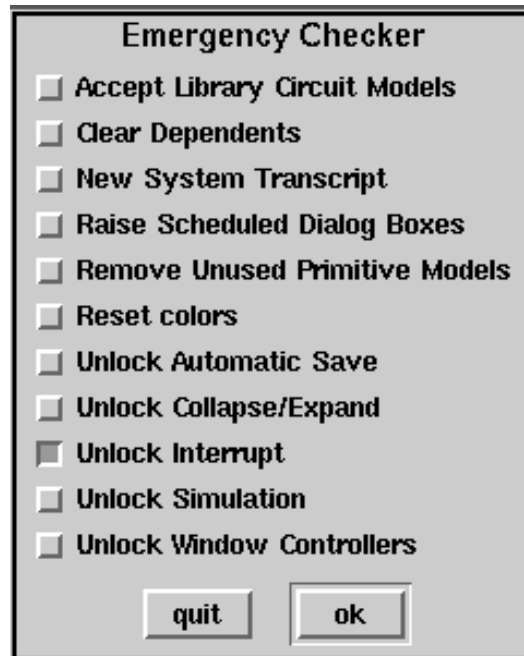 Emergency Checker
Accept Library Circuit Models
Clear Dependents
New System Transcript
Raise Scheduled Dialog Boxes
Remove Unused Primitive Models
Reset colors
Unlock Automatic Save
Unlock Collapse/Expand
Unlock Interrupt
Unlock Simulation
Unlock Window Controllers
quit ok